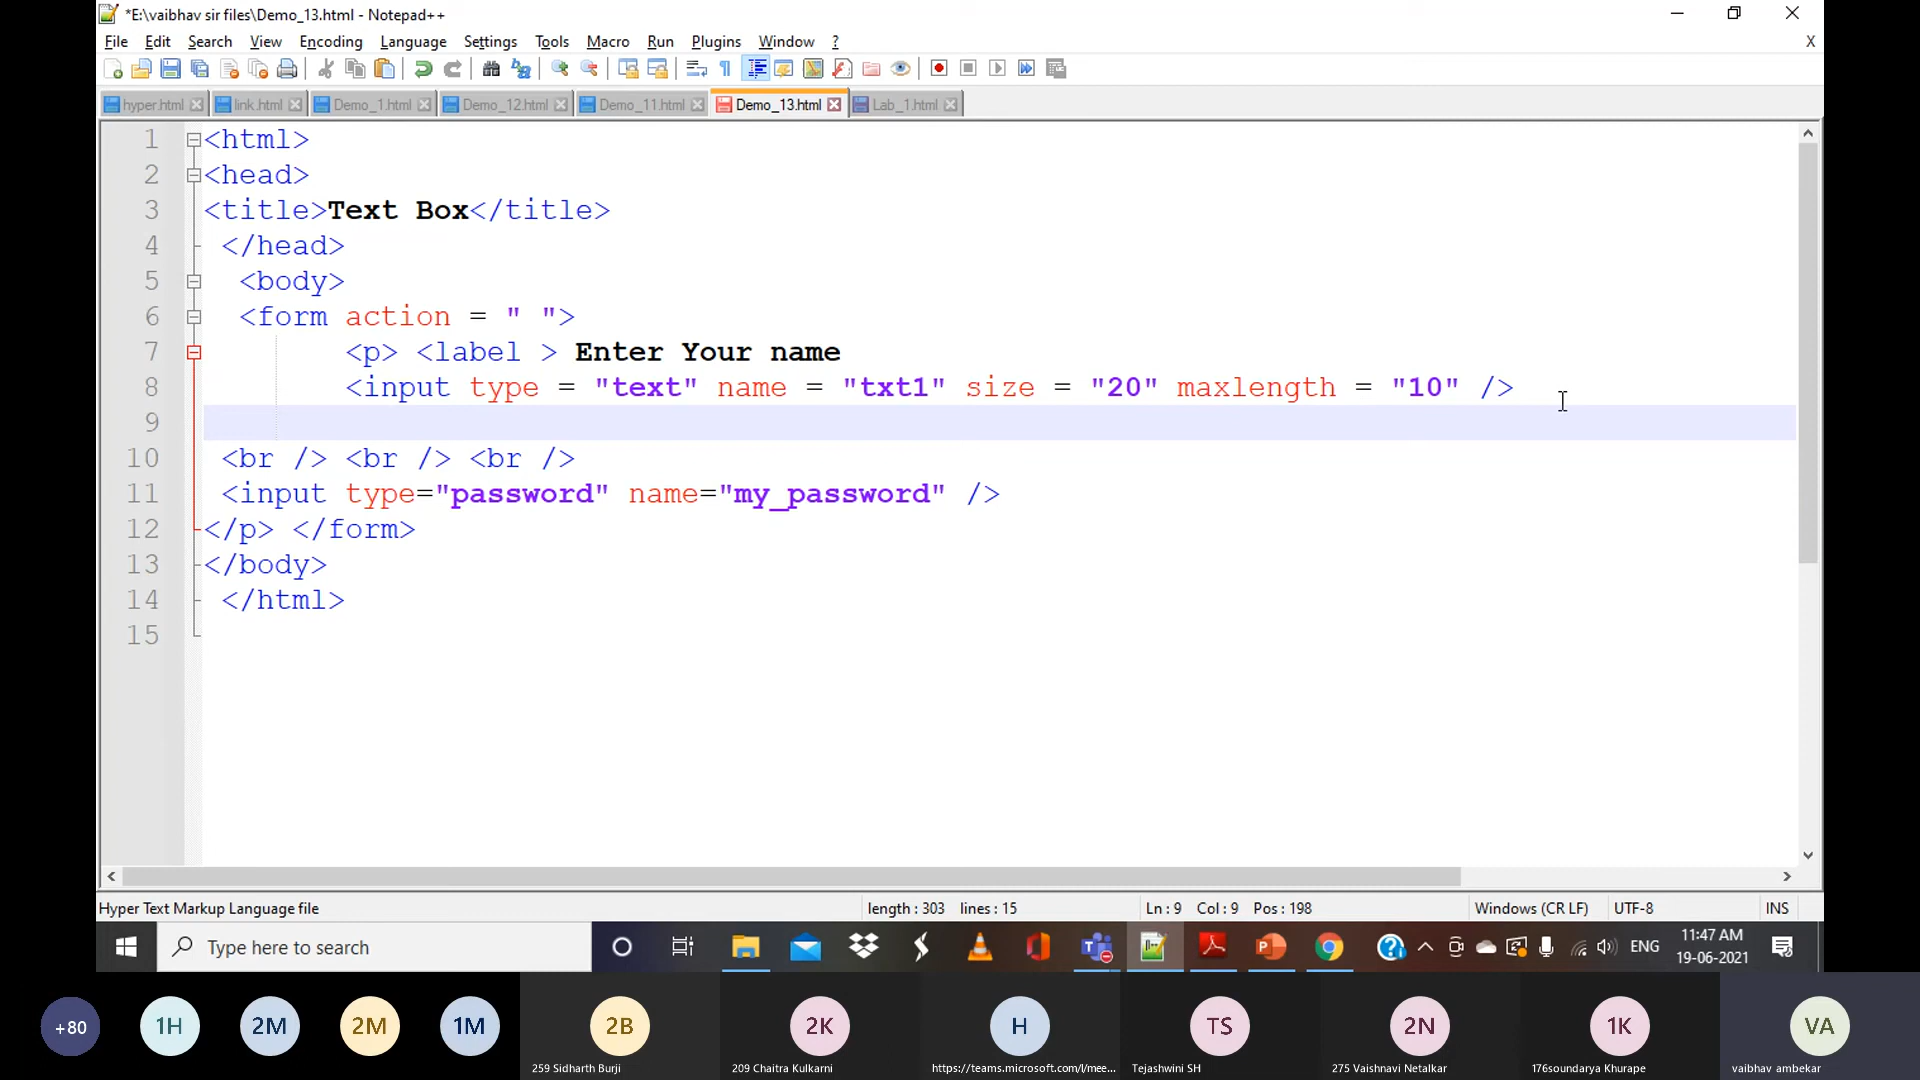 *E:\vaibhav sir files\Demo_13.html - Notepad++
File Edit Search View Encoding Language Settings Tools Macro Run Plugins Window ? X
hyper.html link.html Demo_1.html Demo_12.html Demo_11.html Demo_13.html Lab_1.html
1 <html>
2 <head>
3 <title>Text Box</title>
4 </head>
5 <body>
6 <form action = " ">
7 <p> <label > Enter Your name
8 <input type = "text" name = "txt1" size = "20" maxlength = "10" />
9
10 <br /> <br /> <br />
11 <input type="password" name="my_password" />
12 </p> </form>
13 </body>
14 </html>
15
Hyper Text Markup Language file length : 303 lines : 15 Ln : 9 Col : 9 Pos : 198 Windows (CR LF) UTF-8 INS
Type here to search ENG 11:47 AM
19-06-2021
+80 1H 2M 2M 1M 2B 2K H TS 2N 1K VA
259 Sidharth Burji 209 Chaitra Kulkarni https://teams.microsoft.com/l/mee... Tejashwini SH 275 Vaishnavi Netalkar 176soundarya Khurape vaibhav ambekar